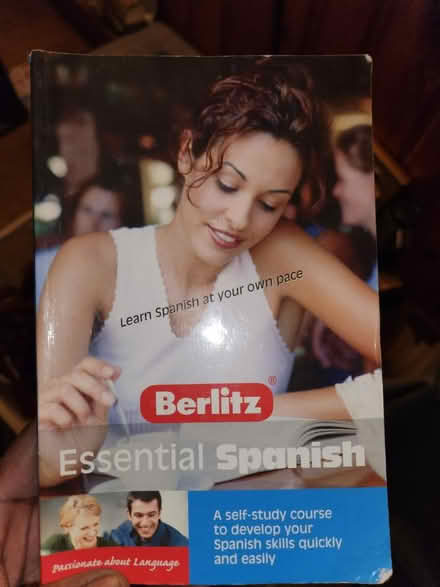 Learn Spanish at your own pace
Berlitz®
Essential Spanish
Passionate about Language
A self-study course
to develop your
Spanish skills quickly
and easily